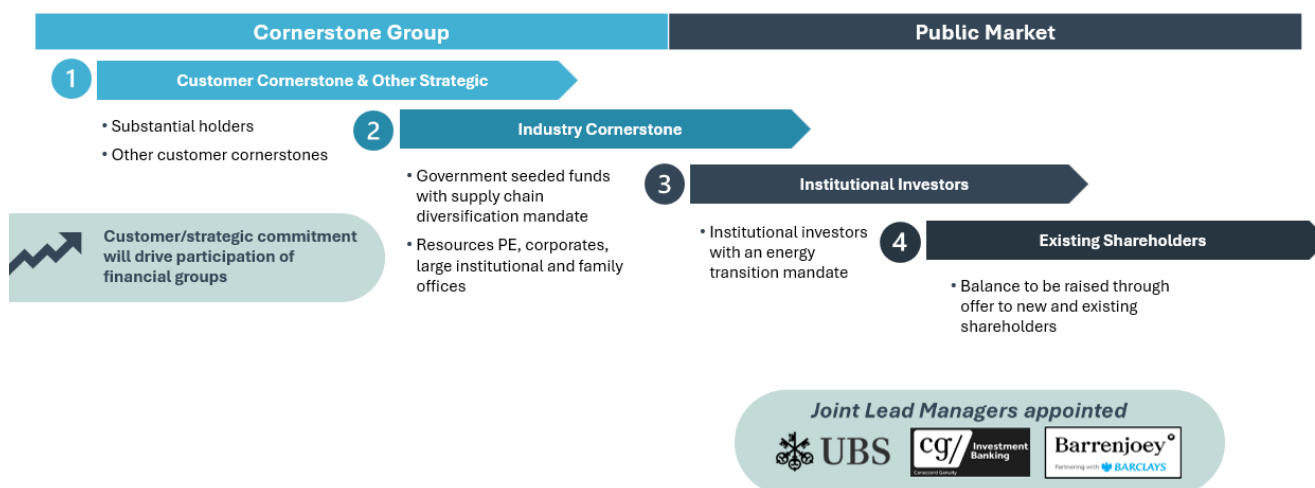 Cornerstone Group
Public Market
1
Customer Cornerstone & Other Strategic
• Substantial holders
• Other customer cornerstones
2
Industry Cornerstone
• Government seeded funds
with supply chain
diversification mandate
• Resources PE, corporates,
large institutional and family
offices
3
Institutional Investors
• Institutional investors
with an energy
transition mandate
4
Existing Shareholders
• Balance to be raised through
offer to new and existing
shareholders
Customer/strategic commitment
will drive participation of
financial groups
Joint Lead Managers appointed
UBS
cg/ Investment
Banking
Canaccord Genuity
Barrenjoey
Partnering with BARCLAYS